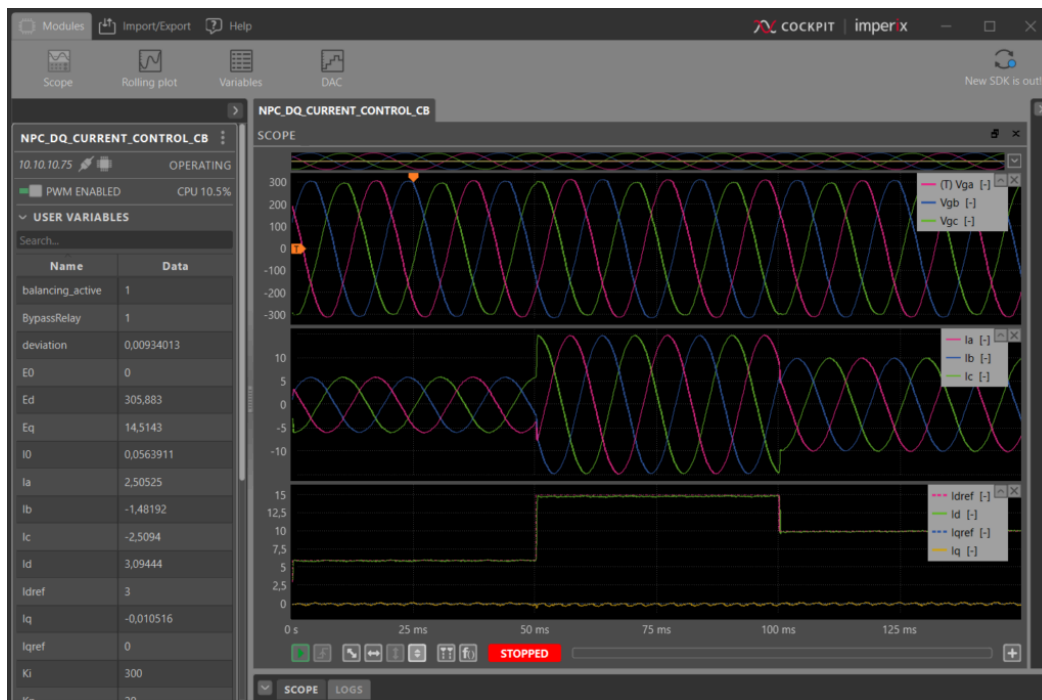 Modules Import/Export Help COCKPIT imperix
Scope Rolling plot Variables DAC New SDK is out!
NPC_DQ_CURRENT_CONTROL_CB
NPC_DQ_CURRENT_CONTROL_CB
10.10.10.75 OPERATING
PWM ENABLED CPU 10.5%
USER VARIABLES
Search...
Name Data
balancing_active 1
BypassRelay 1
deviation 0,00934013
E0 0
Ed 305,883
Eq 14,5143
I0 0,0563911
Ia 2,50525
Ib -1,48192
Ic -2,5094
Id 3,09444
Idref 3
Iq -0,010516
Iqref 0
Ki 300
SCOPE
300
200
100
0
-100
-200
-300
T
(T) Vga [-]
Vgb [-]
Vgc [-]
10
5
0
-5
-10
Ia [-]
Ib [-]
Ic [-]
15
12,5
10
7,5
5
2,5
0
Idref [-]
Id [-]
Iqref [-]
Iq [-]
0 s 25 ms 50 ms 75 ms 100 ms 125 ms
f() STOPPED
SCOPE LOGS